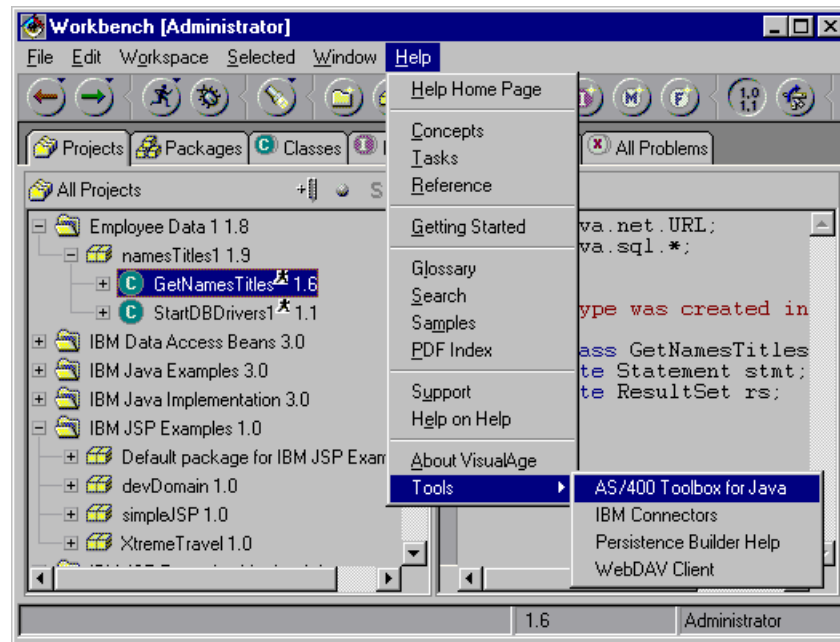 Workbench [Administrator]
File Edit Workspace Selected Window Help
Help Home Page
M F 1.0
1.1
Concepts
Projects Packages C Classes I All Problems
Tasks
All Projects S
Reference
Employee Data 1 1.8
Getting Started
va.net.URL;
namesTitles1 1.9
va.sql.*;
C GetNamesTitles 1.6
Glossary
C StartDBDrivers1 1.1
Search
ype was created in
IBM Data Access Beans 3.0
Samples
IBM Java Examples 3.0
PDF Index
ass GetNamesTitles
te Statement stmt;
IBM Java Implementation 3.0
Support
te ResultSet rs;
IBM JSP Examples 1.0
Help on Help
Default package for IBM JSP Exam
About VisualAge
devDomain 1.0
Tools
AS/400 Toolbox for Java
simpleJSP 1.0
IBM Connectors
XtremeTravel 1.0
Persistence Builder Help
WebDAV Client
1.6 Administrator